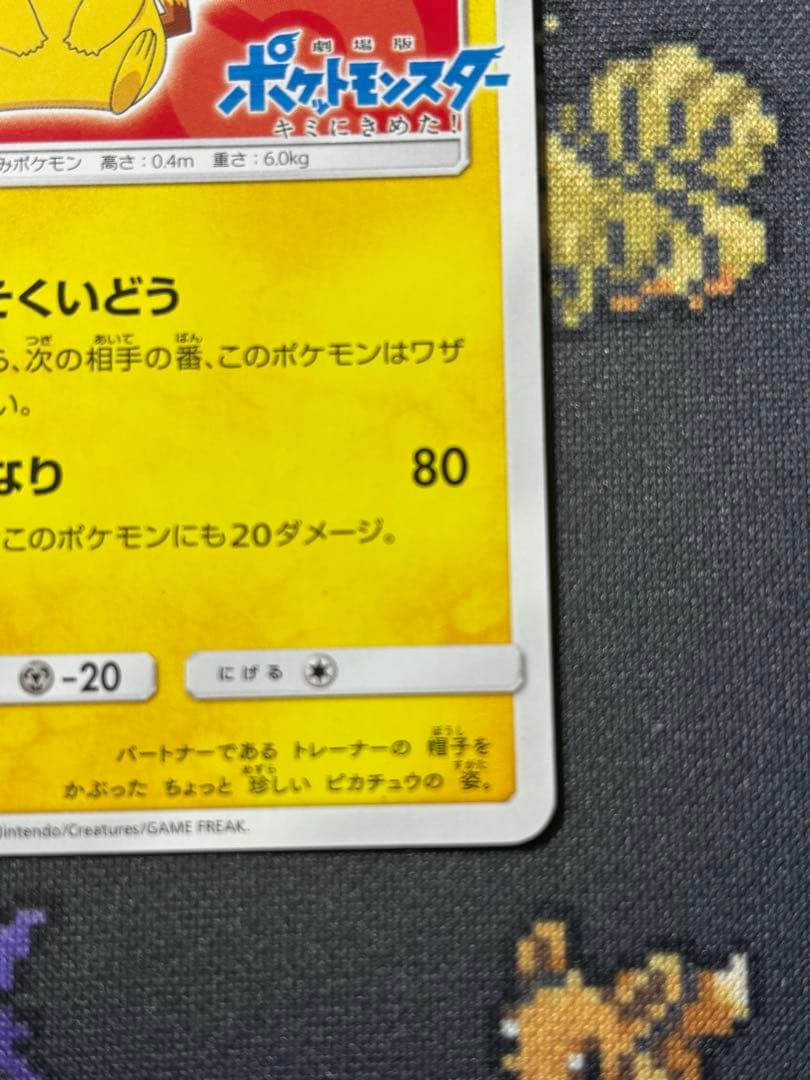 劇場版
ポケットモンスター
キミにきめた!
みポケモン 高さ:0.4m 重さ:6.0kg
そくいどう
つぎ あいて ばん
ら、次の相手の番、このポケモンはワザ
い。
なり 80
このポケモンにも20ダメージ。
-20 にげる
ぼうし
パートナーである トレーナーの 帽子を
めずら すがた
かぶった ちょっと 珍しい ピカチュウの 姿。
Nintendo/Creatures/GAME FREAK.